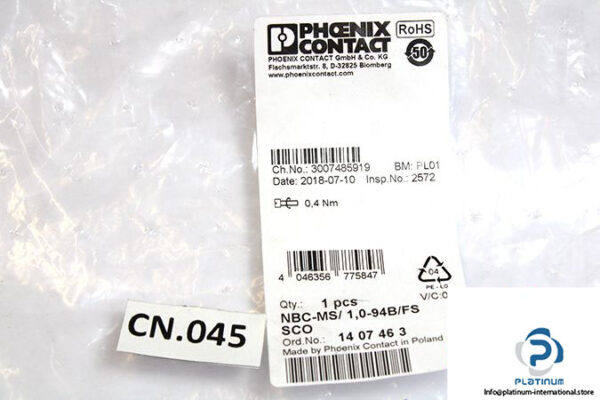 PHŒNIX
CONTACT
RoHS
50
PHOENIX CONTACT GmbH & Co. KG
Flachsmarktstr. 8, D-32825 Blomberg
www.phoenixcontact.com
Ch.No.: 3007485919 BM: PL01
Date: 2018-07-10 Insp.No.: 2572
0,4 Nm
4 046356 775847
04
PE-LD
V/C:0
Qty.: 1 pcs
NBC-MS/ 1,0-94B/FS
SCO
Ord.No.: 14 07 46 3
Made by Phoenix Contact in Poland
CN.045
PLATINUM
Info@platinum-international.store